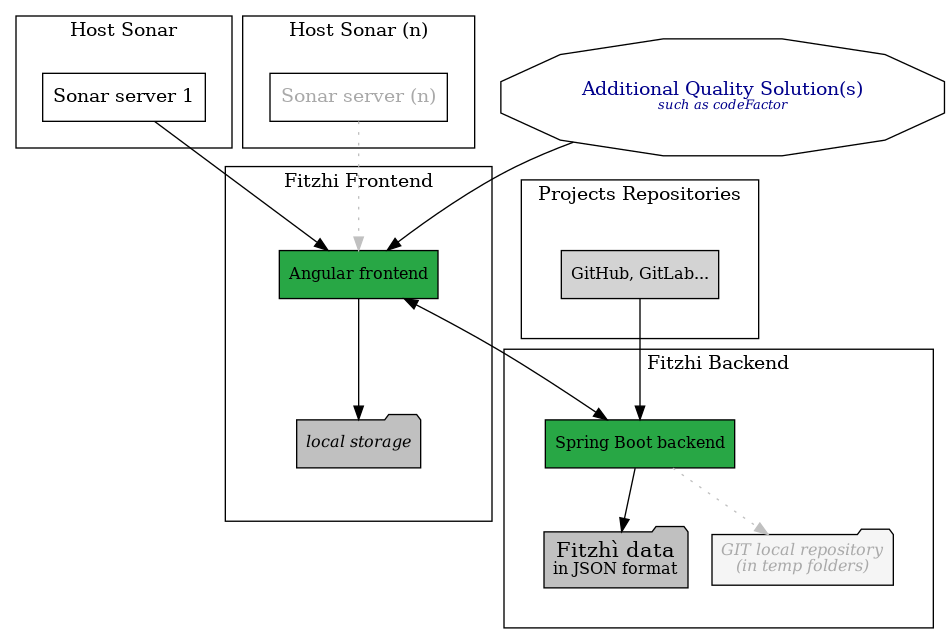 Host Sonar
Host Sonar (n)
Sonar server 1
Sonar server (n)
Additional Quality Solution(s)
such as codeFactor
Fitzhi Frontend
Projects Repositories
Angular frontend
GitHub, GitLab...
Fitzhi Backend
local storage
Spring Boot backend
Fitzhì data
in JSON format
GIT local repository
(in temp folders)